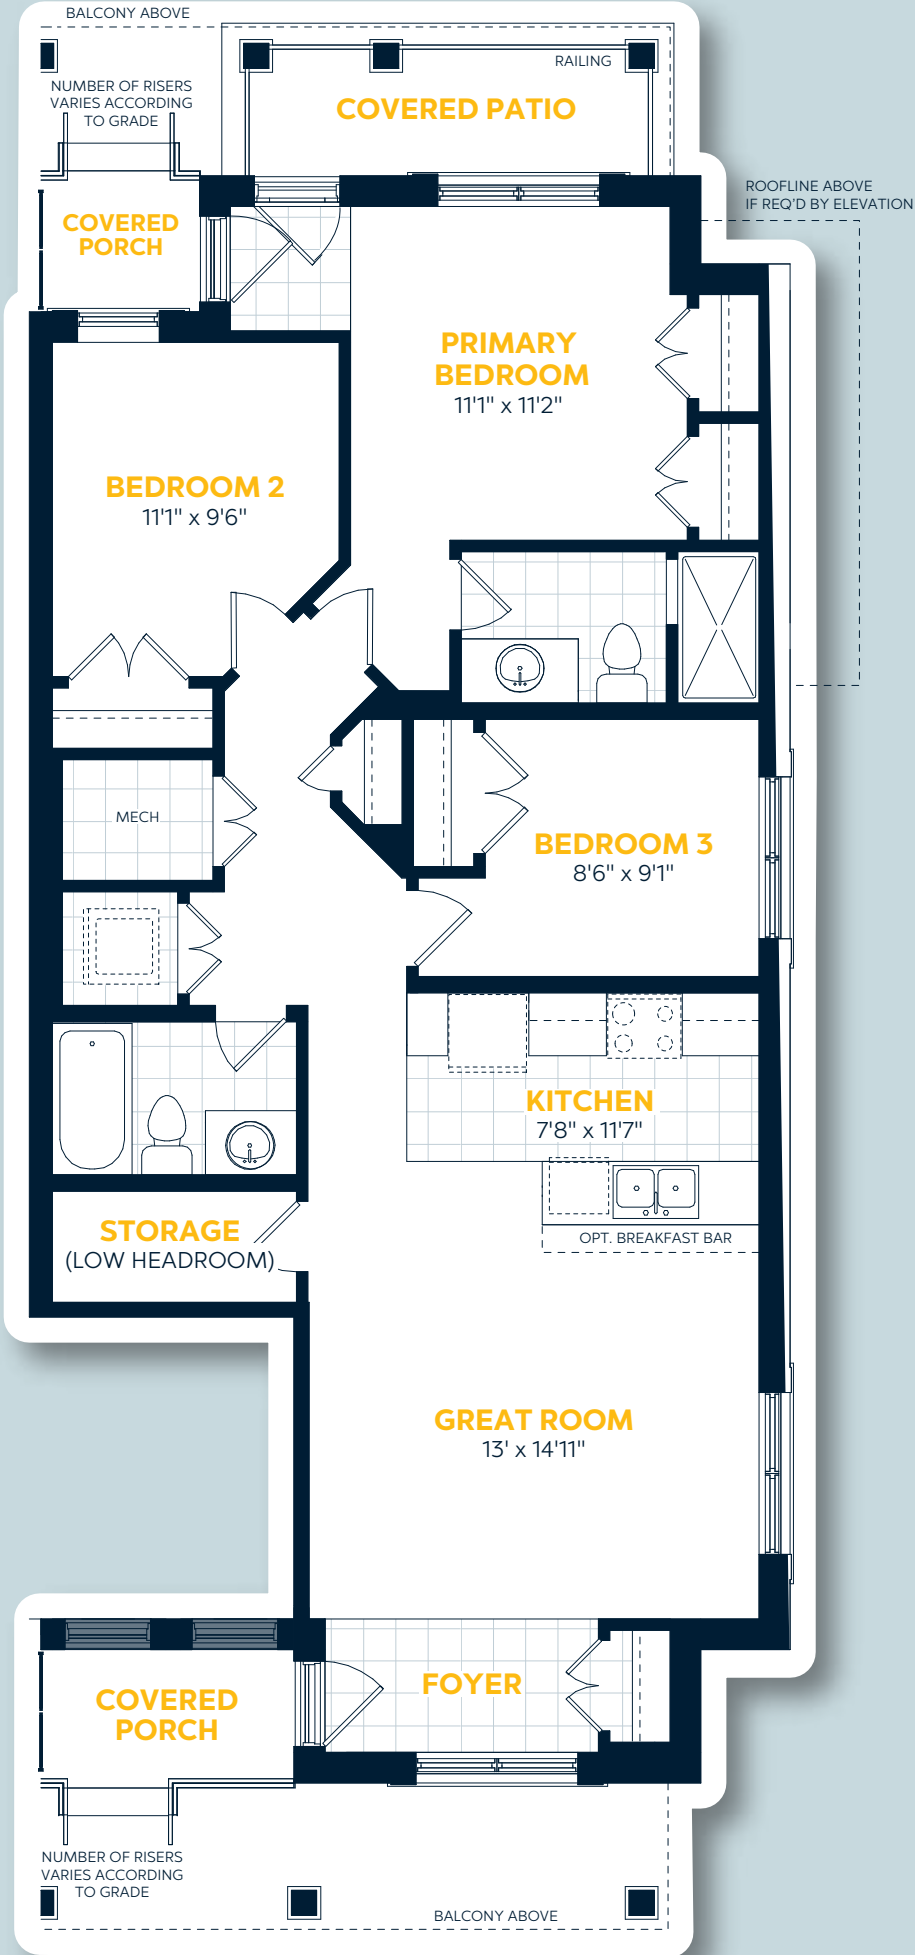 BALCONY ABOVE
RAILING
NUMBER OF RISERS
VARIES ACCORDING
TO GRADE
COVERED PATIO
ROOFLINE ABOVE
IF REQ'D BY ELEVATION
COVERED
PORCH
PRIMARY
BEDROOM
11'1" x 11'2"
BEDROOM 2
11'1" x 9'6"
MECH
BEDROOM 3
8'6" x 9'1"
KITCHEN
7'8" x 11'7"
STORAGE
(LOW HEADROOM)
OPT. BREAKFAST BAR
GREAT ROOM
13' x 14'11"
FOYER
COVERED
PORCH
NUMBER OF RISERS
VARIES ACCORDING
TO GRADE
BALCONY ABOVE